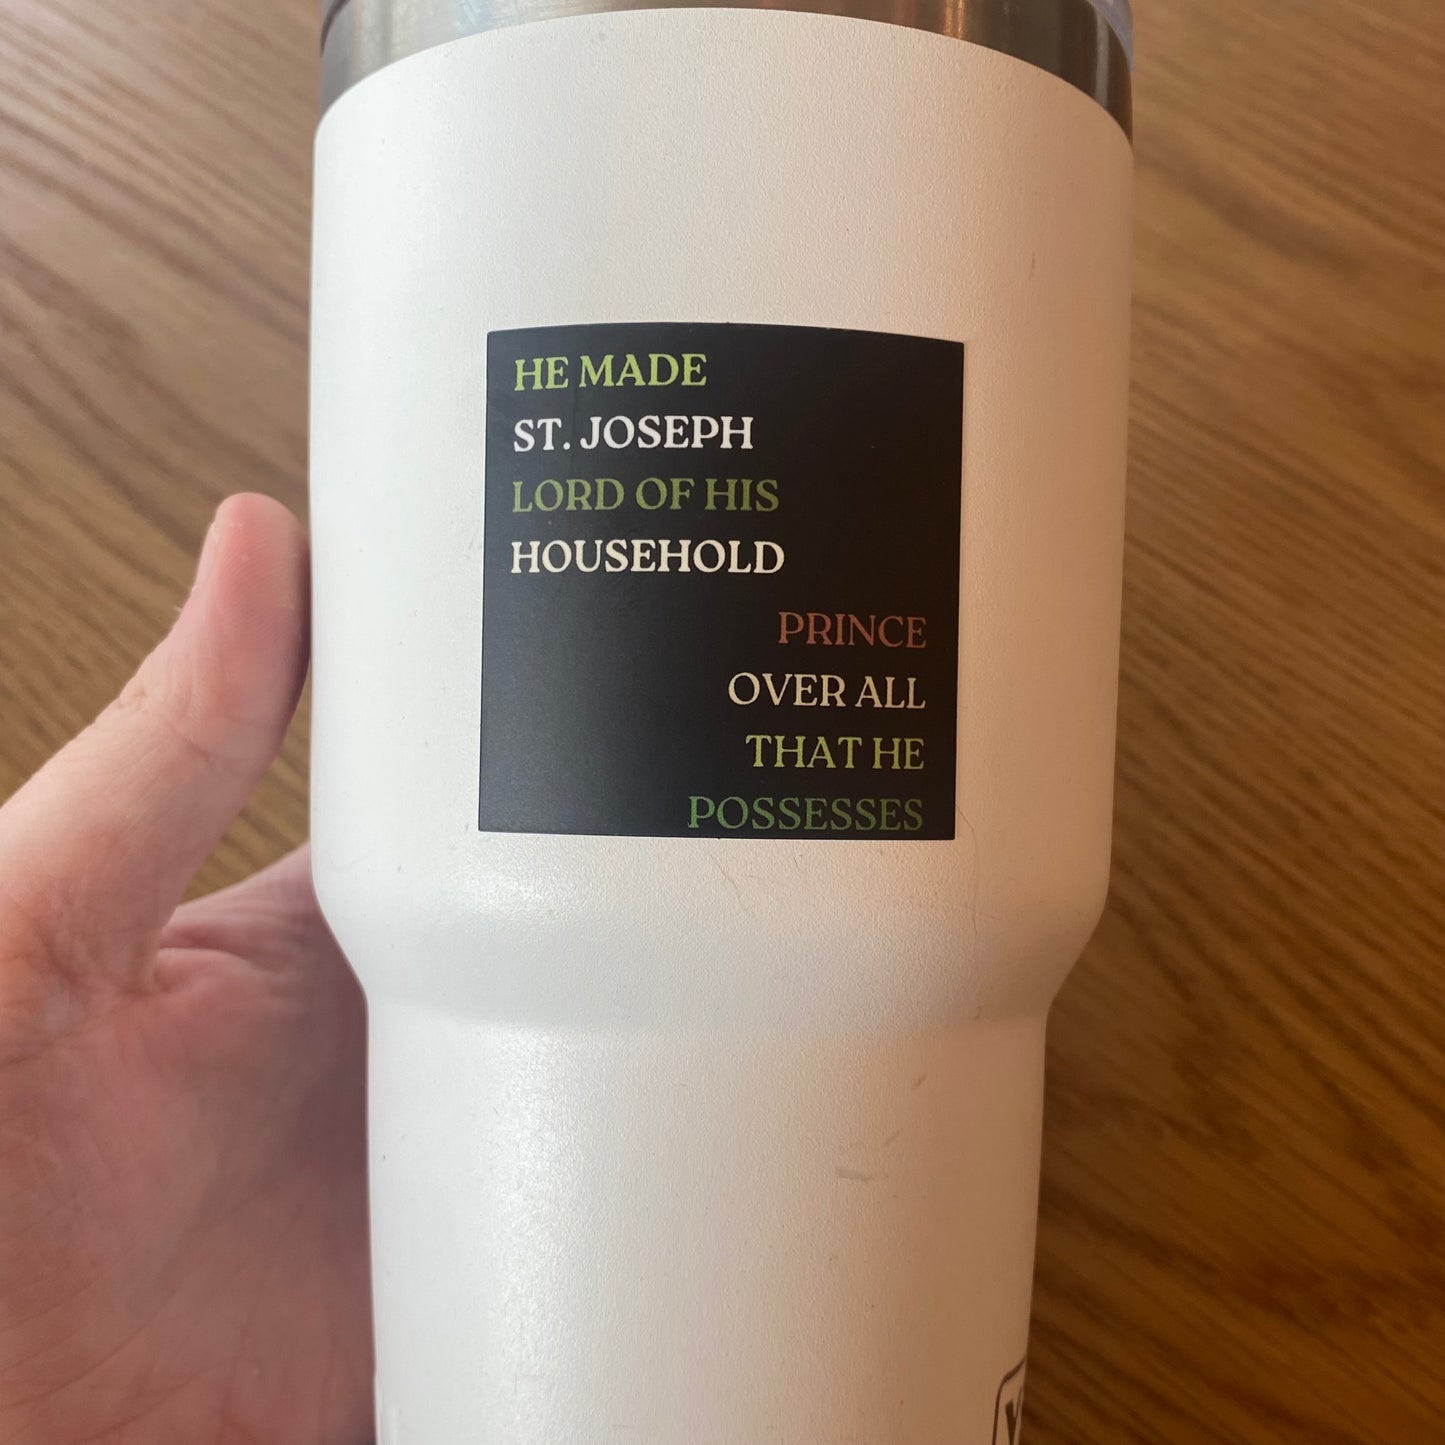 HE MADE
ST. JOSEPH
LORD OF HIS
HOUSEHOLD
PRINCE
OVER ALL
THAT HE
POSSESSES